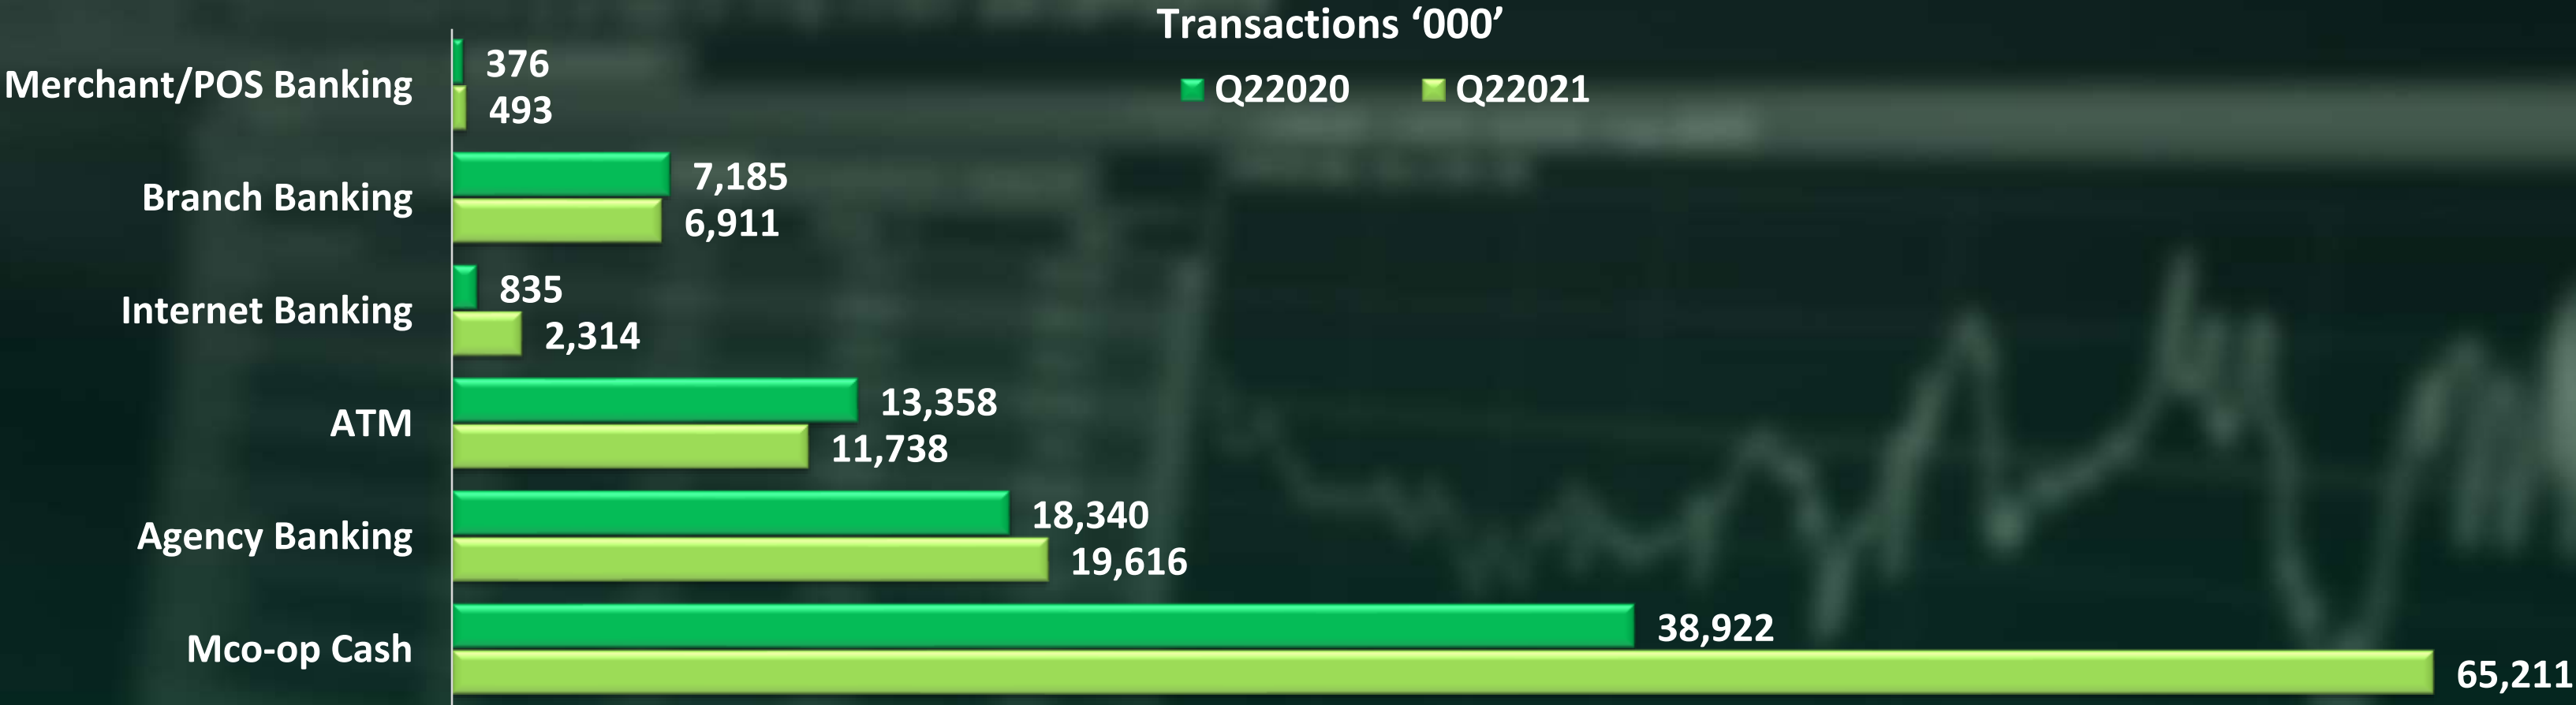 Transactions ‘000’
Q22020 Q22021
Merchant/POS Banking
376
493
Branch Banking
7,185
6,911
Internet Banking
835
2,314
ATM
13,358
11,738
Agency Banking
18,340
19,616
Mco-op Cash
38,922
65,211